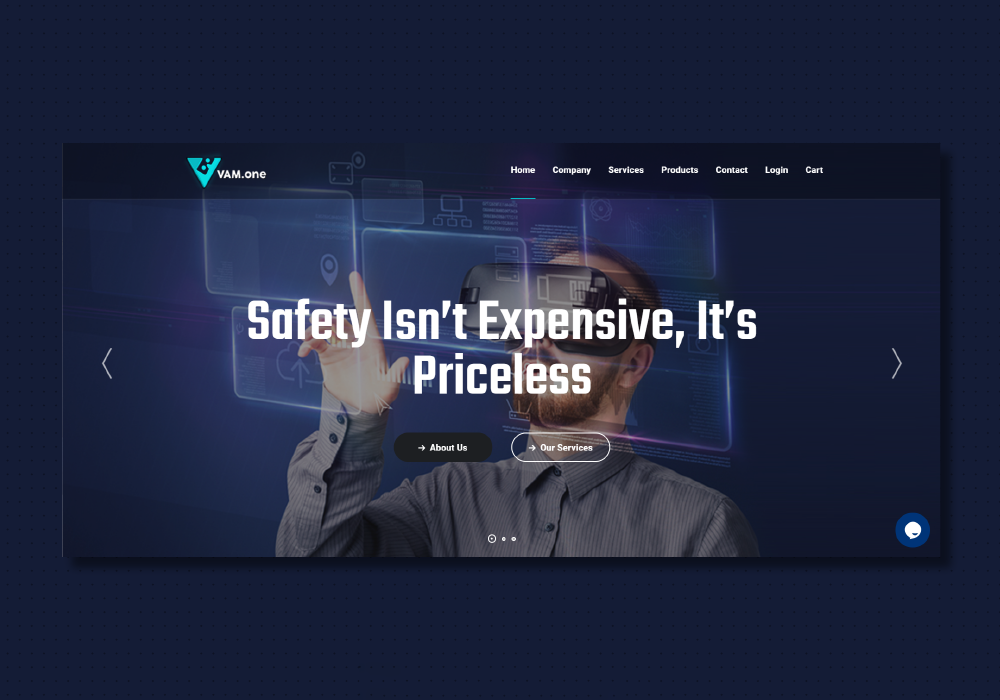 VAM.one
Home Company Services Products Contact Login Cart
Safety Isn’t Expensive, It’s
Priceless
→ About Us
→ Our Services